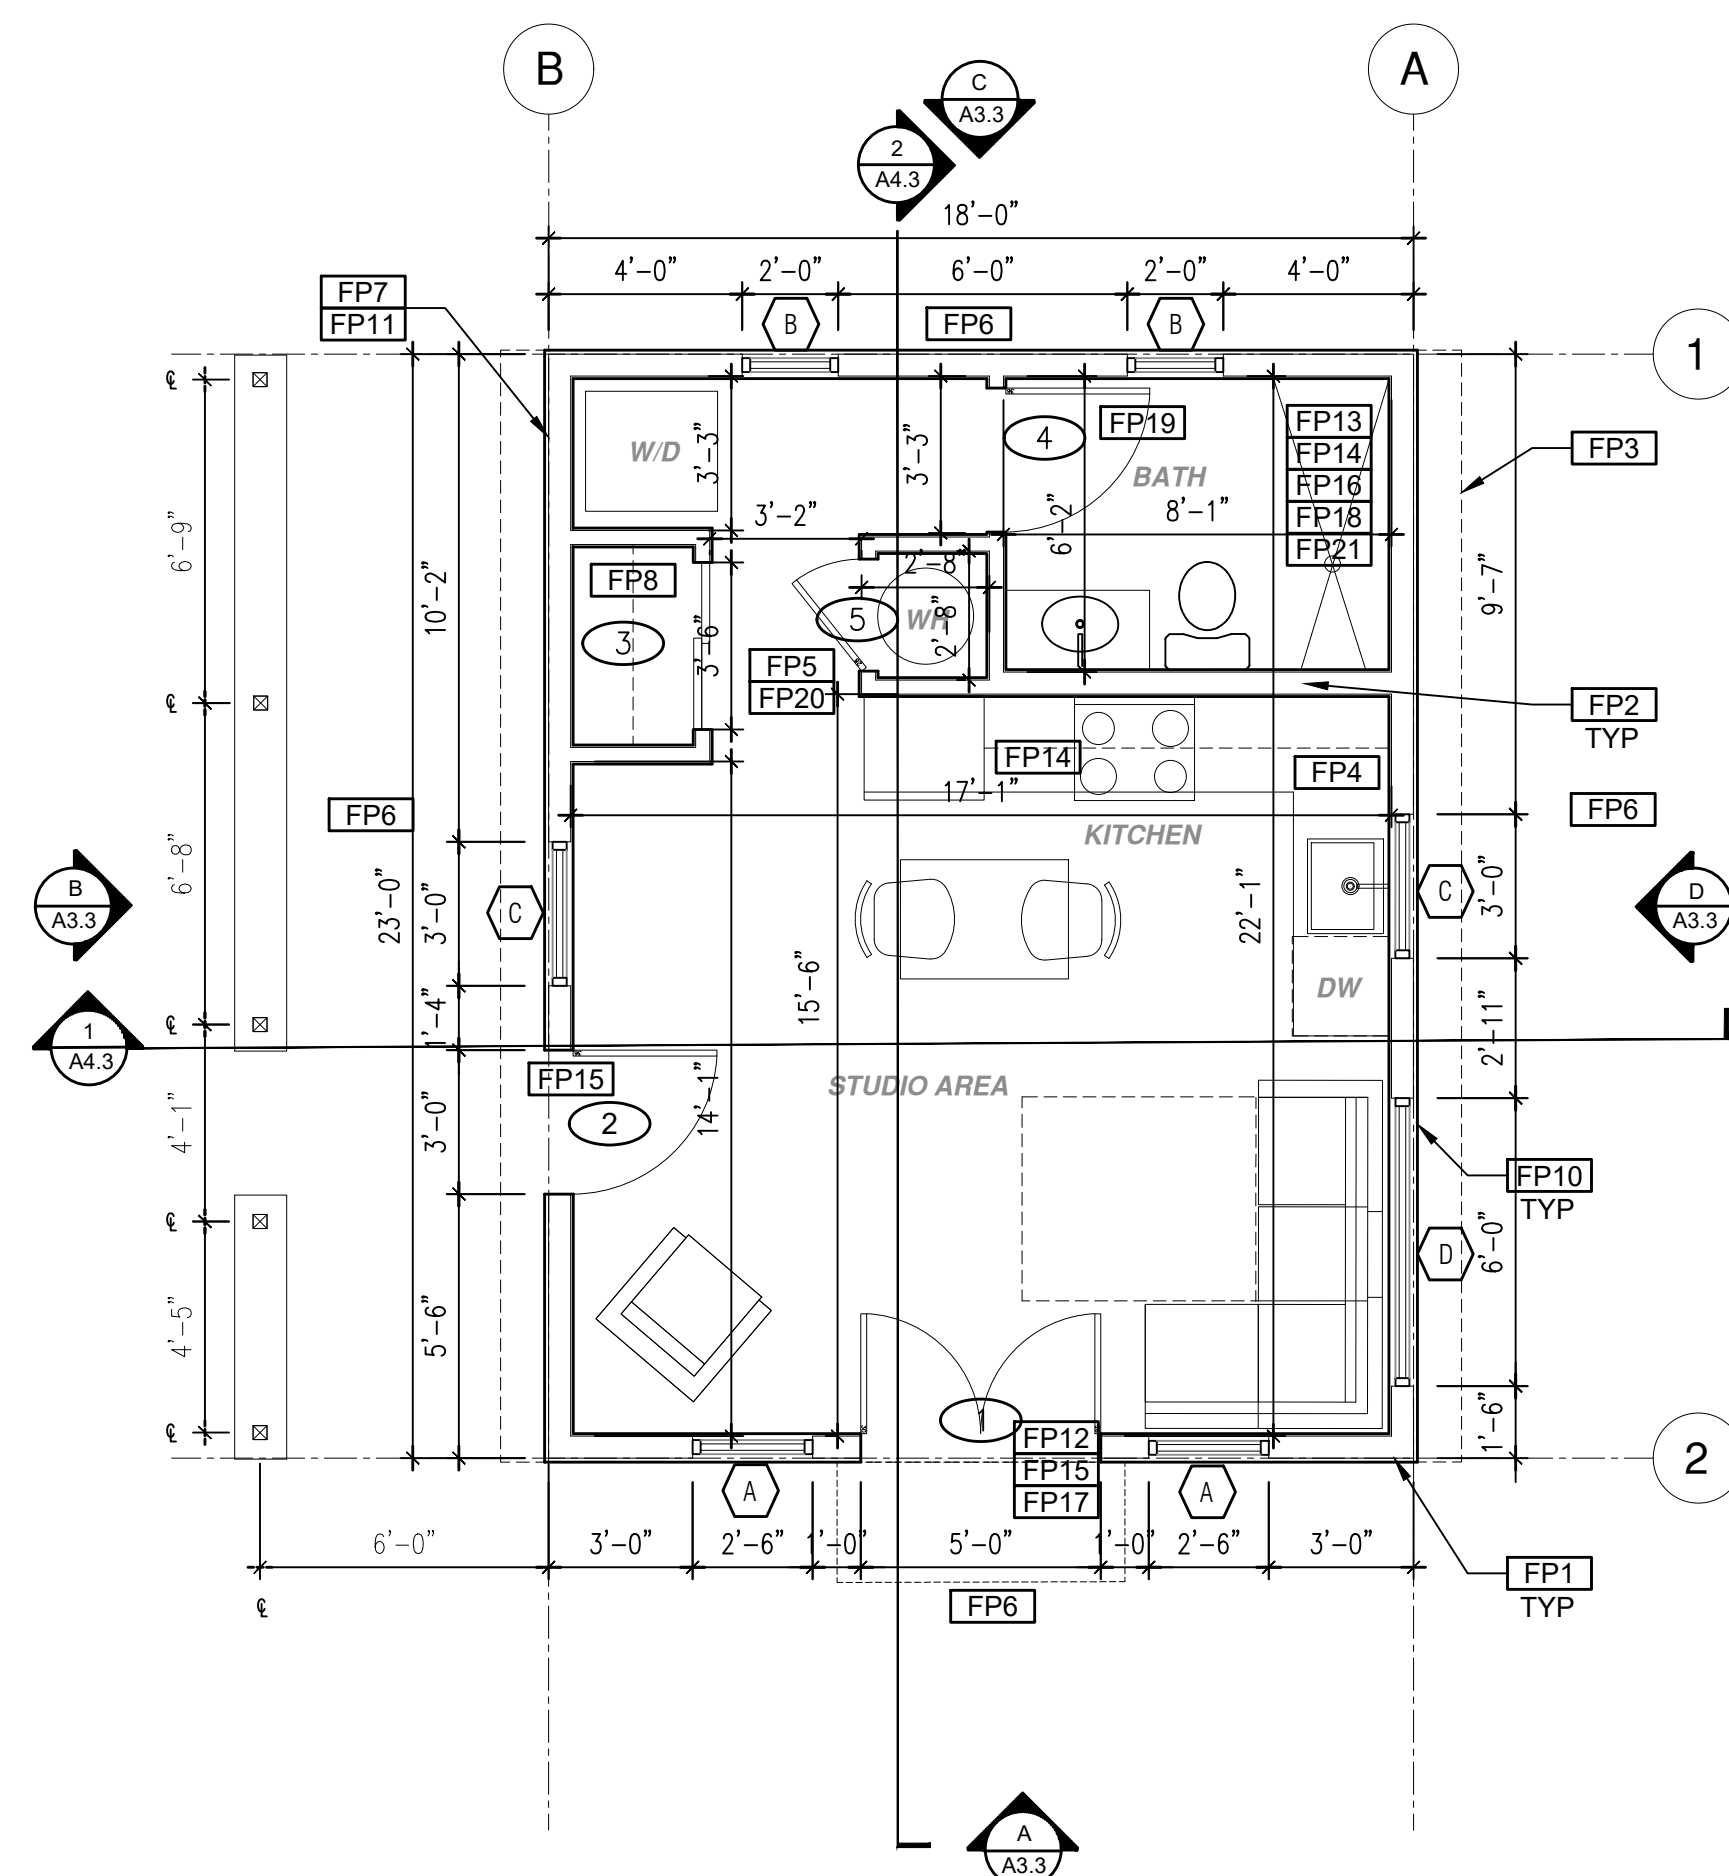 B
A
C
A3.3
2
A4.3
18'-0"
4'-0"
2'-0"
6'-0"
2'-0"
4'-0"
FP7
FP11
B
FP6
B
1
℄
W/D
3'-3"
3'-3"
4
FP19
BATH
FP13
FP14
FP16
FP18
FP21
FP3
3'-2"
6'-2"
8'-1"
6'-9"
10'-2"
9'-7"
FP8
2'-8"
3
3'-6"
5
WH
2'-8"
FP5
FP20
℄
FP2
TYP
FP14
FP4
17'-1"
FP6
FP6
KITCHEN
6'-8"
B
A3.3
23'-0"
3'-0"
C
22'-1"
C
3'-0"
D
A3.3
DW
15'-6"
℄
1
A4.3
1'-4"
2'-11"
FP15
STUDIO AREA
2
14'-1"
4'-1"
3'-0"
FP10
TYP
℄
D
6'-0"
4'-5"
5'-6"
1
℄
FP12
FP15
FP17
1'-6"
2
A
A
6'-0"
3'-0"
2'-6"
1'-0"
5'-0"
1'-0"
2'-6"
3'-0"
℄
FP6
FP1
TYP
A
A3.3